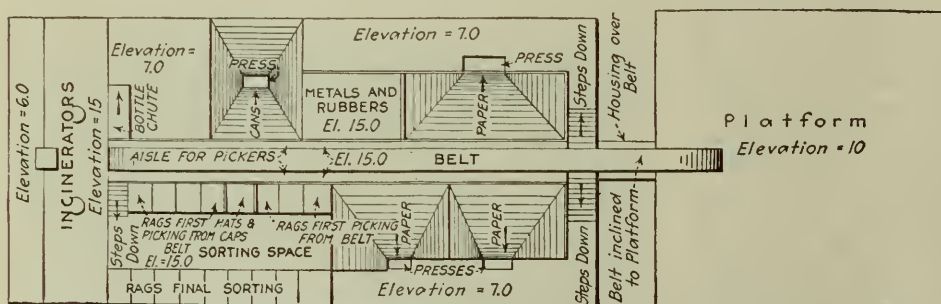 Elevation = 6.0
INCINERATORS
Elevation = 15
Elevation =
7.0
BOTTLE
CHUTE
PRESS
CANS
METALS AND
RUBBERS
El. 15.0
Elevation = 7.0
PRESS
PAPER
Steps Down
Housing over
Belt
Platform
Elevation = 10
AISLE FOR PICKERS
El. 15.0
BELT
Steps
Down
RAGS FIRST
PICKING FROM
BELT
El. = 15.0
HATS &
CAPS
RAGS FIRST PICKING
FROM BELT
SORTING SPACE
RAGS FINAL SORTING
PAPER
PAPER
PRESSES
Elevation = 7.0
Steps Down
Belt inclined
to Platform